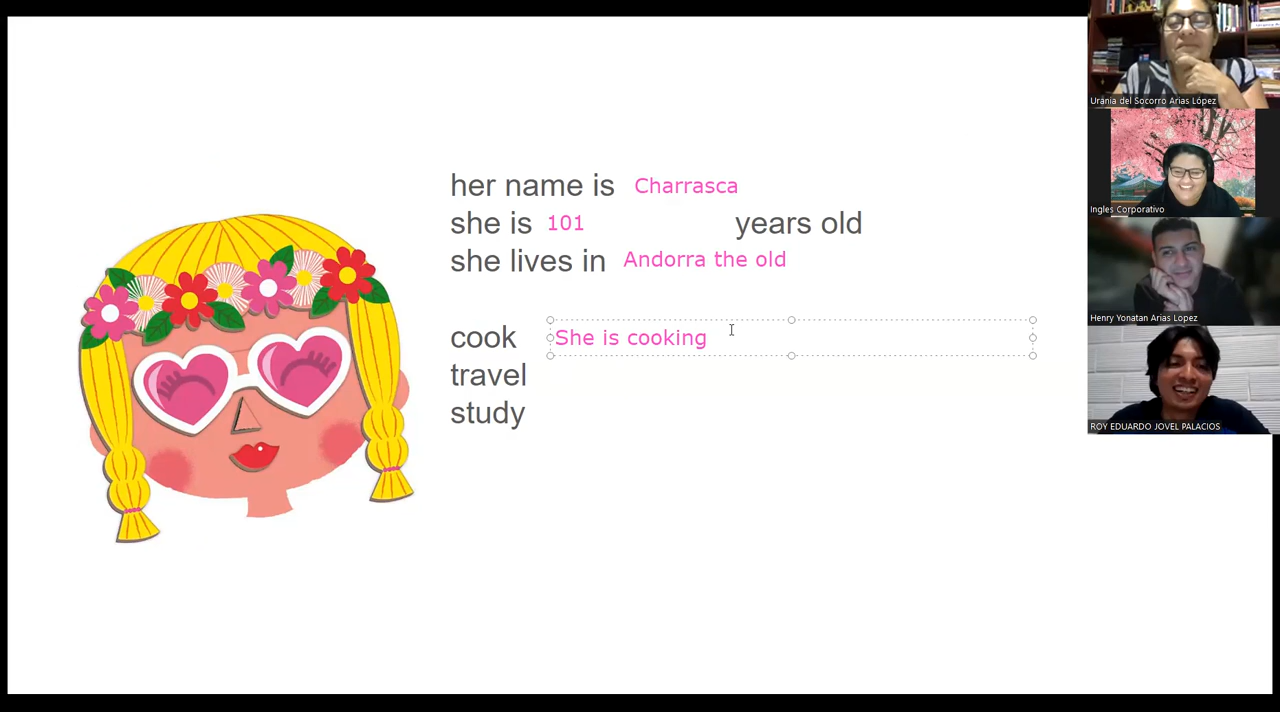 her name is Charrasca
she is 101 years old
she lives in Andorra the old
cook She is cooking
travel
study
Urania del Socorro Arias López
Ingles Corporativo
Henry Yonatan Arias Lopez
ROY EDUARDO JOVEL PALACIOS